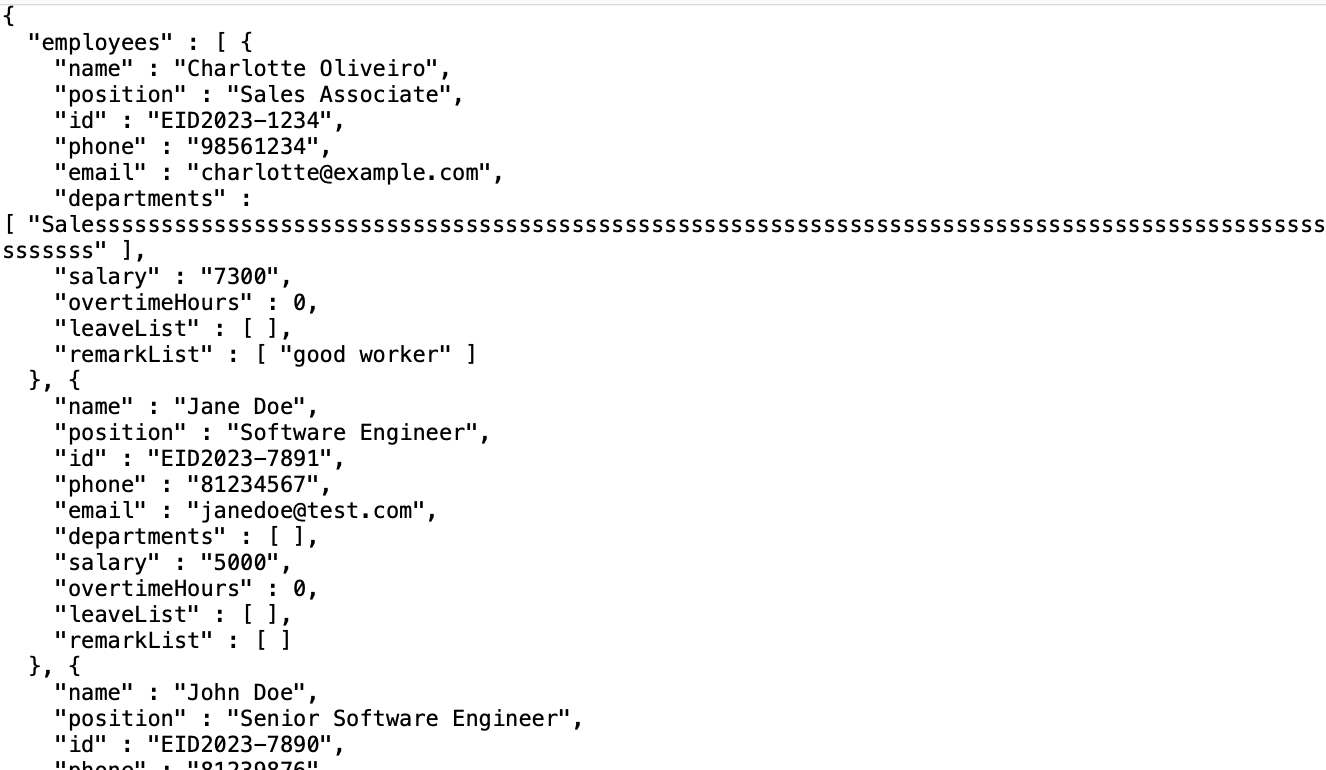 {
"employees" : [ {
"name" : "Charlotte Oliveiro",
"position" : "Sales Associate",
"id" : "EID2023-1234",
"phone" : "98561234",
"email" : "charlotte@example.com",
"departments" :
[ "Salesssssssssssssssssssssssssssssssssssssssssssssssssssssssssssssssssssssssssssssssssssssssssssssss
sssssss" ],
"salary" : "7300",
"overtimeHours" : 0,
"leaveList" : [ ],
"remarkList" : [ "good worker" ]
}, {
"name" : "Jane Doe",
"position" : "Software Engineer",
"id" : "EID2023-7891",
"phone" : "81234567",
"email" : "janedoe@test.com",
"departments" : [ ],
"salary" : "5000",
"overtimeHours" : 0,
"leaveList" : [ ],
"remarkList" : [ ]
}, {
"name" : "John Doe",
"position" : "Senior Software Engineer",
"id" : "EID2023-7890",
"phone" : "81239876"